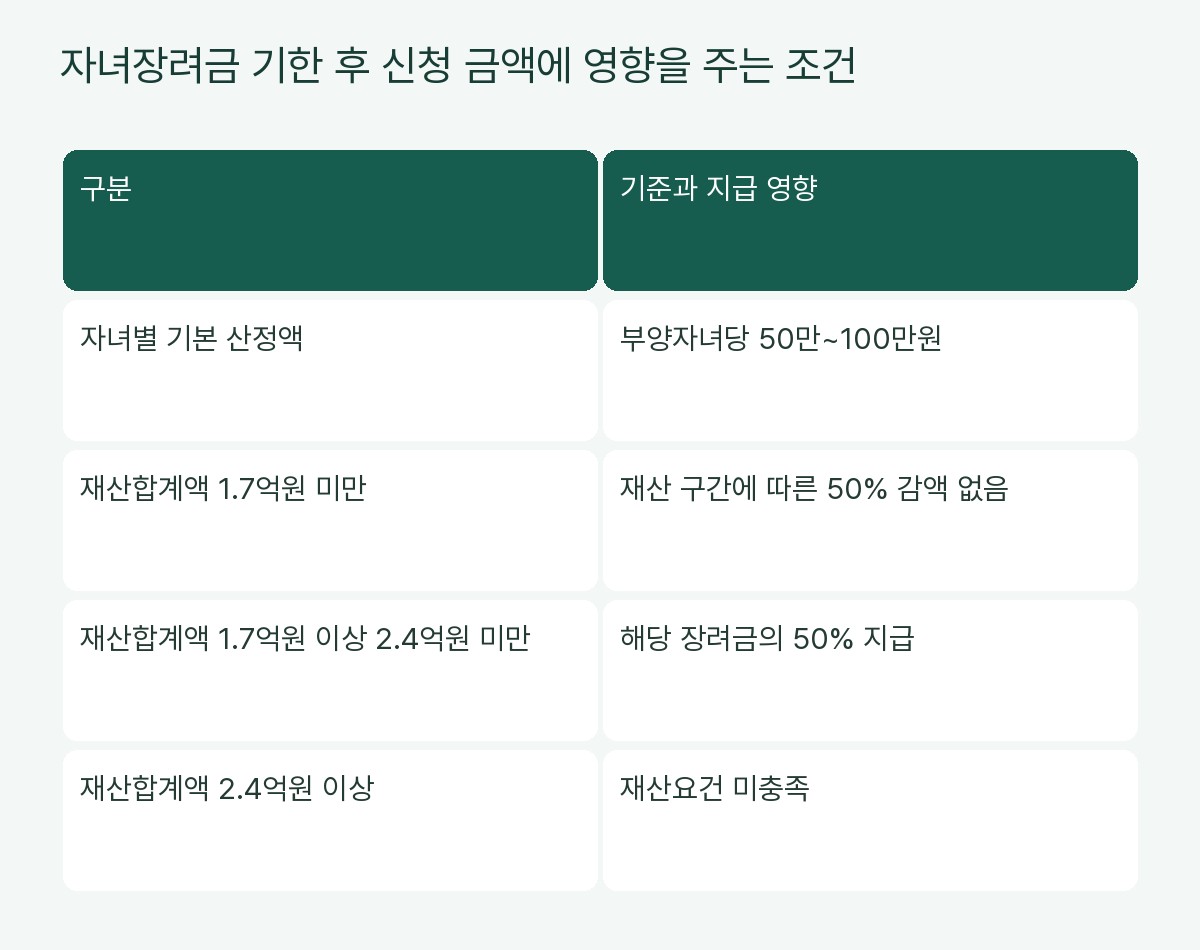 자녀장려금 기한 후 신청 금액에 영향을 주는 조건
구분
기준과 지급 영향
자녀별 기본 산정액
부양자녀당 50만~100만원
재산합계액 1.7억원 미만
재산 구간에 따른 50% 감액 없음
재산합계액 1.7억원 이상 2.4억원 미만
해당 장려금의 50% 지급
재산합계액 2.4억원 이상
재산요건 미충족